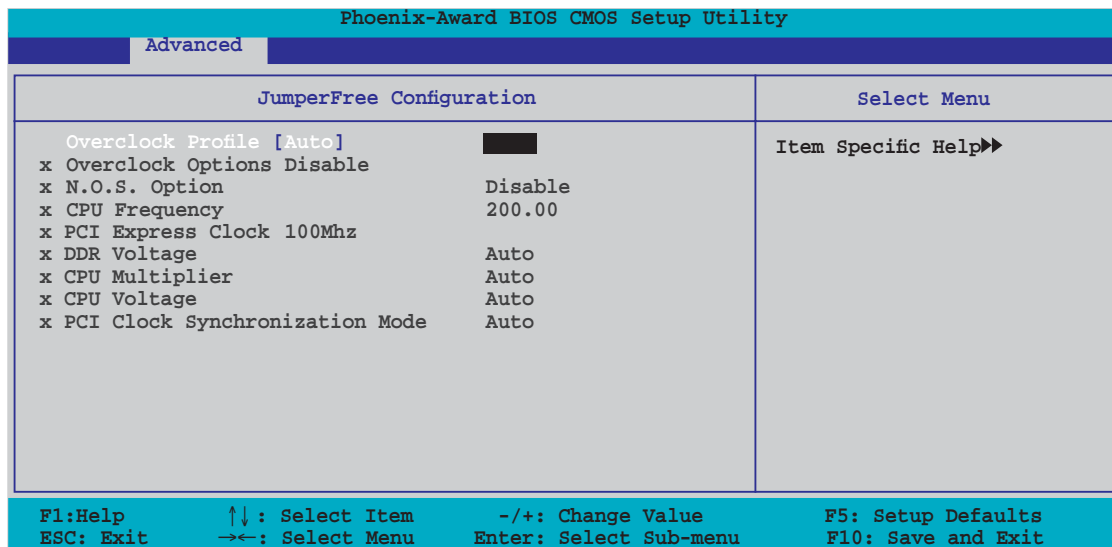 Phoenix-Award BIOS CMOS Setup Utility
Advanced
JumperFree Configuration
Select Menu
Overclock Profile [Auto]
x Overclock Options Disable
x N.O.S. Option Disable
x CPU Frequency 200.00
x PCI Express Clock 100Mhz
x DDR Voltage Auto
x CPU Multiplier Auto
x CPU Voltage Auto
x PCI Clock Synchronization Mode Auto
Item Specific Help▶▶
F1:Help ↑↓: Select Item -/+: Change Value F5: Setup Defaults
ESC: Exit →←: Select Menu Enter: Select Sub-menu F10: Save and Exit